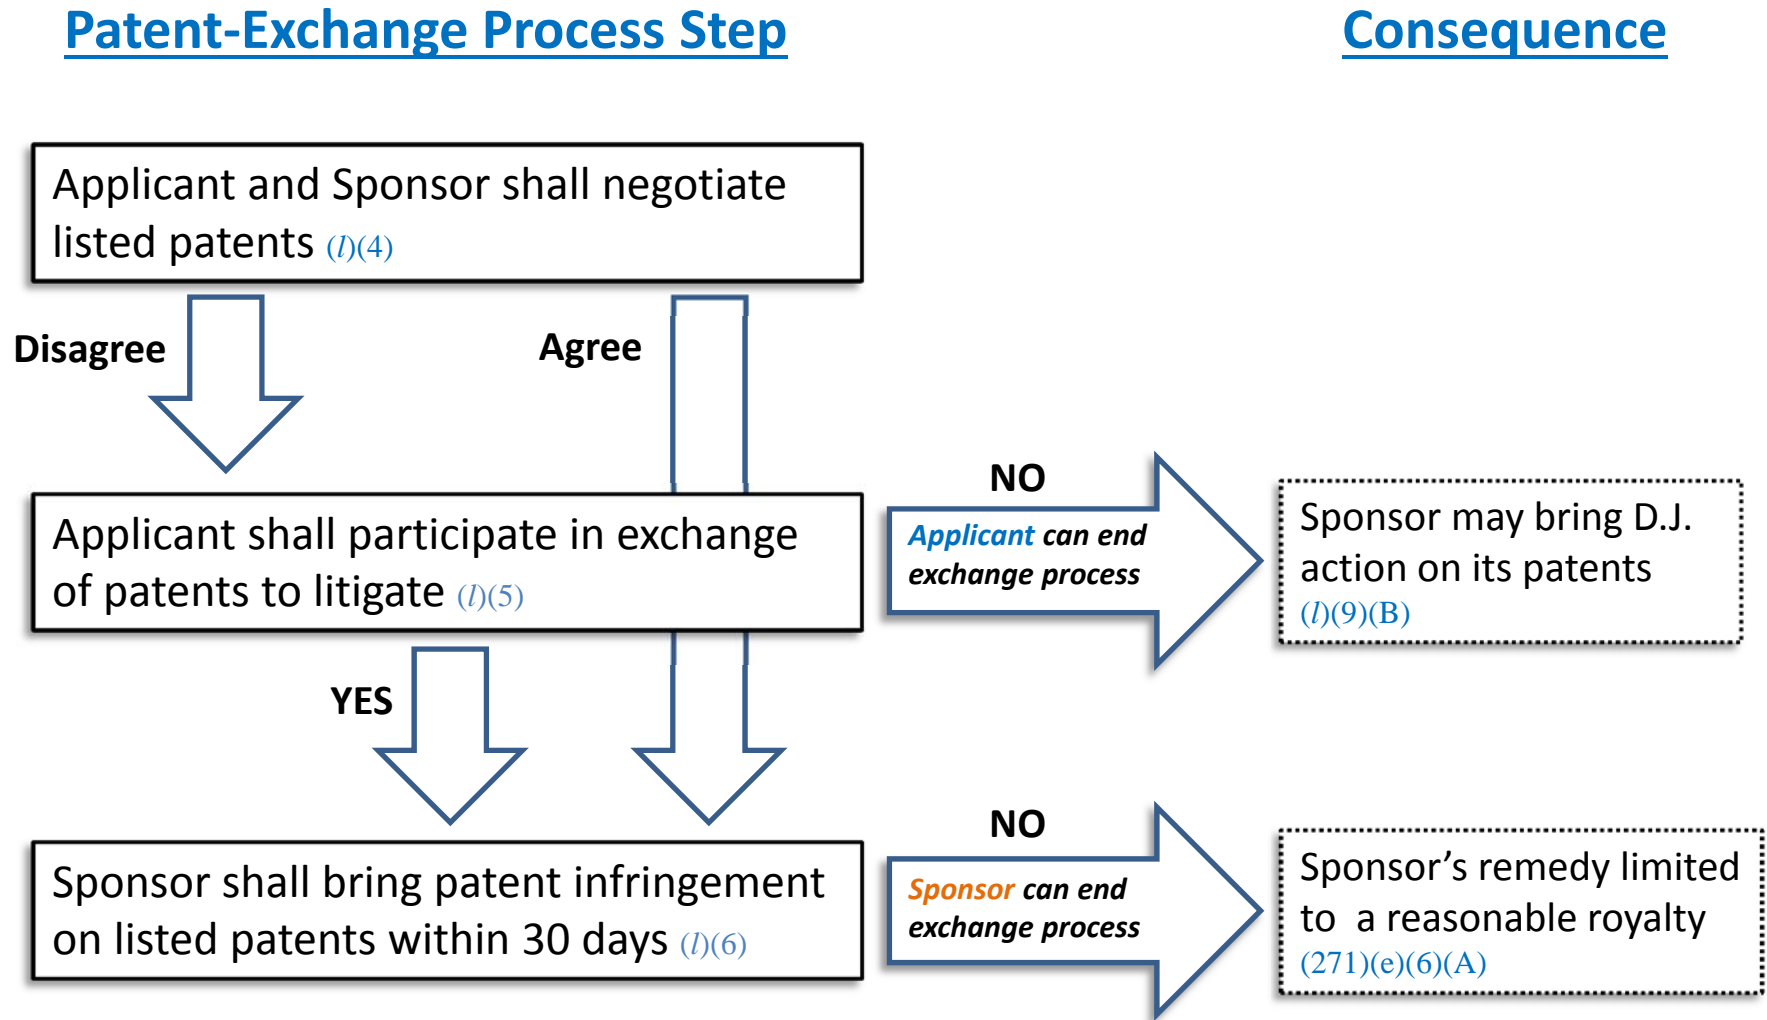 Patent-Exchange Process Step
Consequence
Applicant and Sponsor shall negotiate
listed patents (l)(4)
Disagree
Agree
Applicant shall participate in exchange
of patents to litigate (l)(5)
NO
Applicant can end
exchange process
Sponsor may bring D.J.
action on its patents
(l)(9)(B)
YES
Sponsor shall bring patent infringement
on listed patents within 30 days (l)(6)
NO
Sponsor can end
exchange process
Sponsor’s remedy limited
to a reasonable royalty
(271)(e)(6)(A)